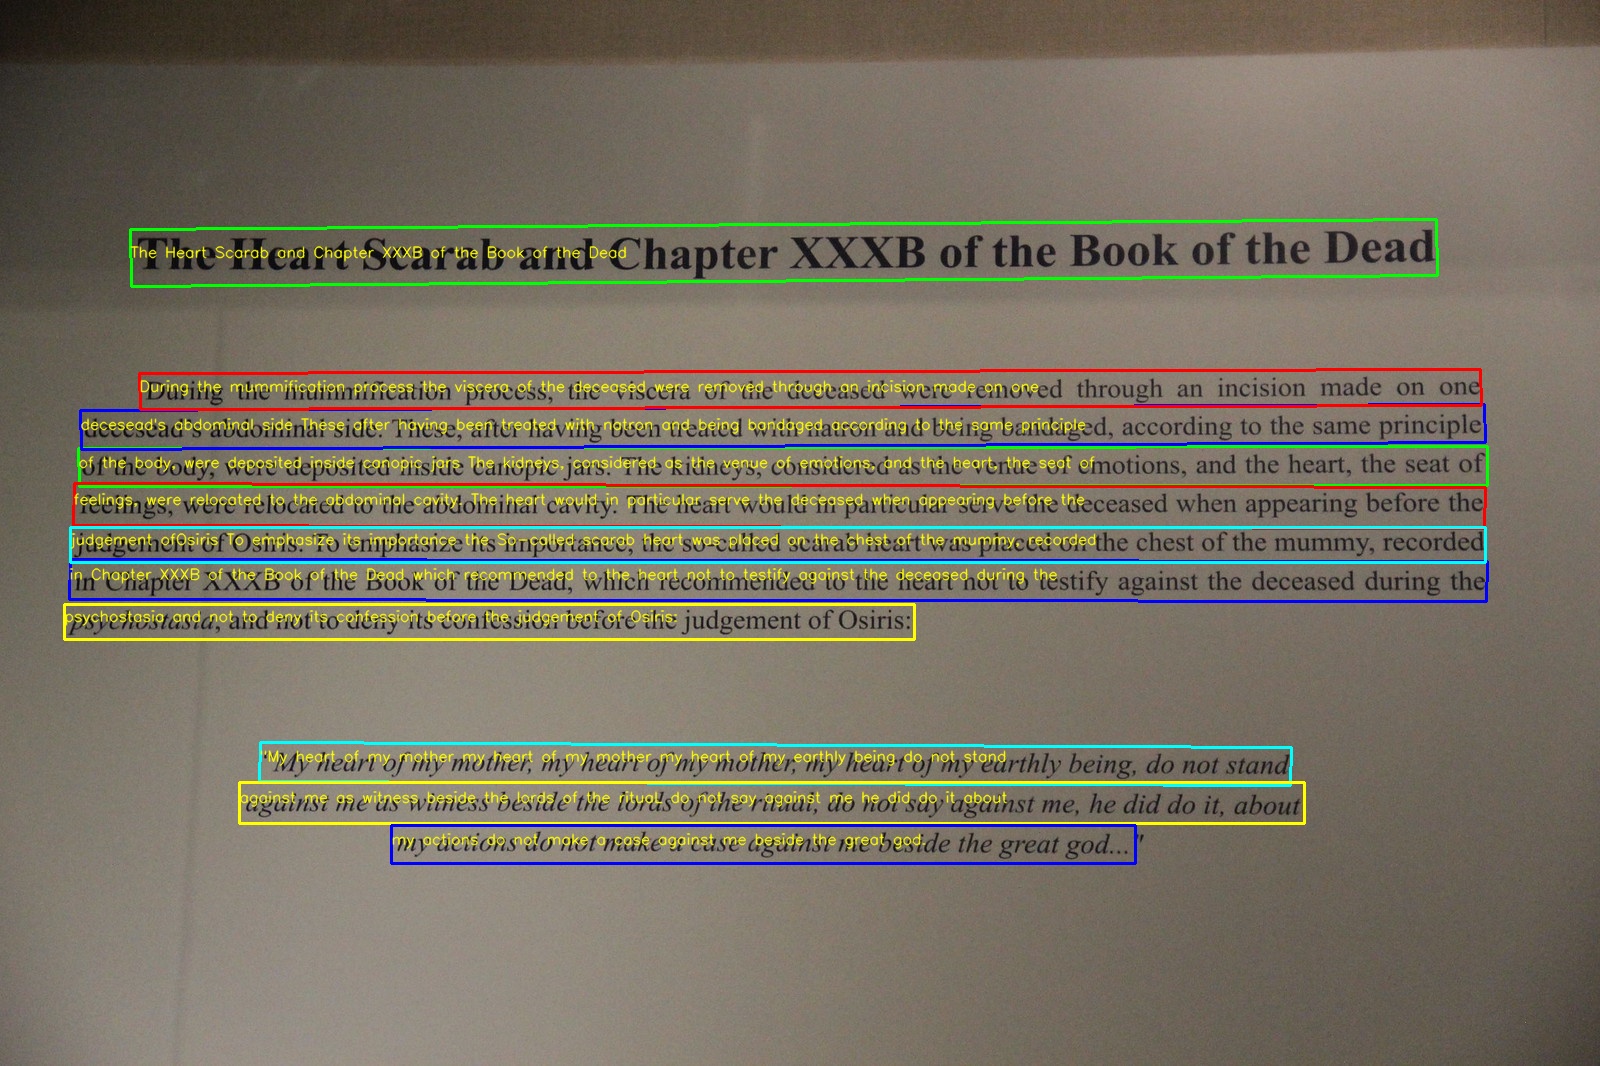 The Heart Scarab and Chapter XXXB of the Book of the Dead
During the mummification process, the viscera of the deceased were removed through an incision made on one
decesead's abdominal side. These, after having been treated with natron and being bandaged, according to the same principle
of the body, were deposited inside canopic jars. The kidneys, considered as the venue of emotions, and the heart, the seat of
feelings, were relocated to the abdominal cavity. The heart would in particular serve the deceased when appearing before the
judgement of Osiris. To emphasize its importance, the so-called scarab heart was placed on the chest of the mummy, recorded
in Chapter XXXB of the Book of the Dead, which recommended to the heart not to testify against the deceased during the
psychostasia, and not to deny its confession before the judgement of Osiris:
"My heart of my mother, my heart of my mother, my heart of my earthly being, do not stand
against me as witness beside the lords of the ritual, do not say against me, he did do it, about
my actions do not make a case against me beside the great god..."